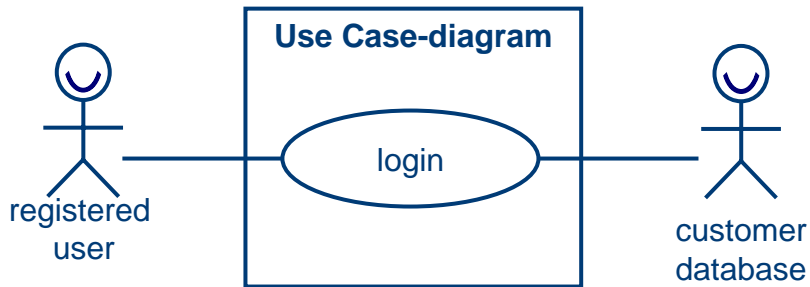 Use Case-diagram
login
registered
user
customer
database